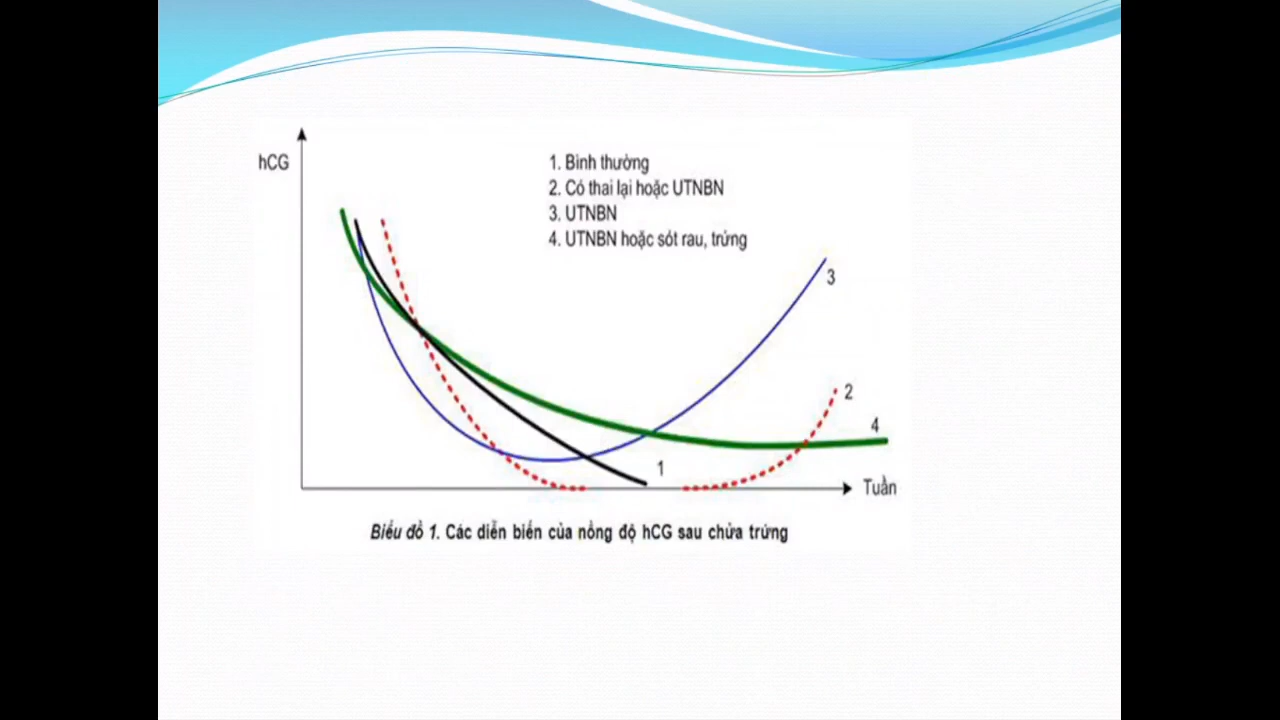 hCG
1. Bình thường
2. Có thai lại hoặc UTNBN
3. UTNBN
4. UTNBN hoặc sót rau, trứng
3
2
4
1
Tuần
Biểu đồ 1. Các diễn biến của nồng độ hCG sau chửa trứng